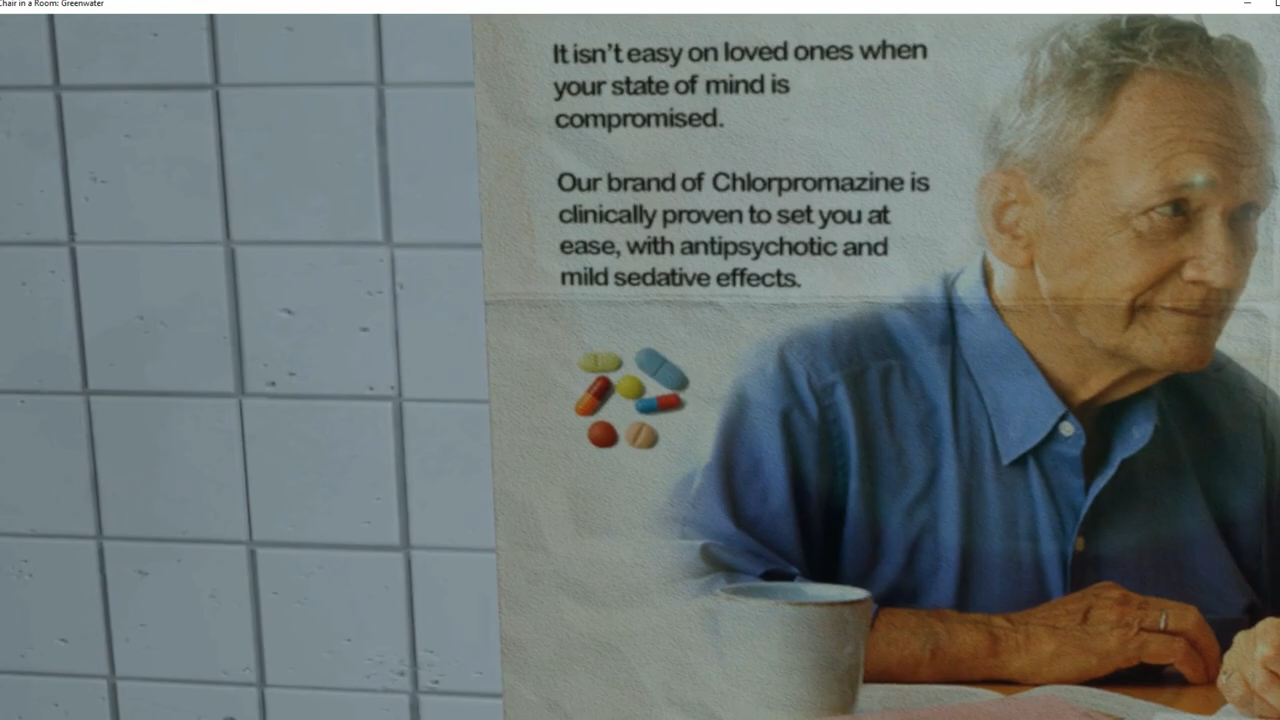 Chair in a Room: Greenwater
It isn't easy on loved ones when
your state of mind is
compromised.
Our brand of Chlorpromazine is
clinically proven to set you at
ease, with antipsychotic and
mild sedative effects.